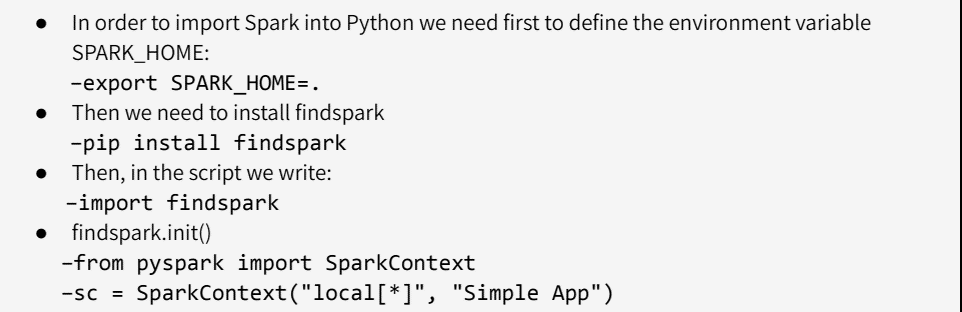 ● In order to import Spark into Python we need first to define the environment variable
SPARK_HOME:
–export SPARK_HOME=.
● Then we need to install findspark
–pip install findspark
● Then, in the script we write:
–import findspark
● findspark.init()
–from pyspark import SparkContext
–sc = SparkContext("local[*]", "Simple App")